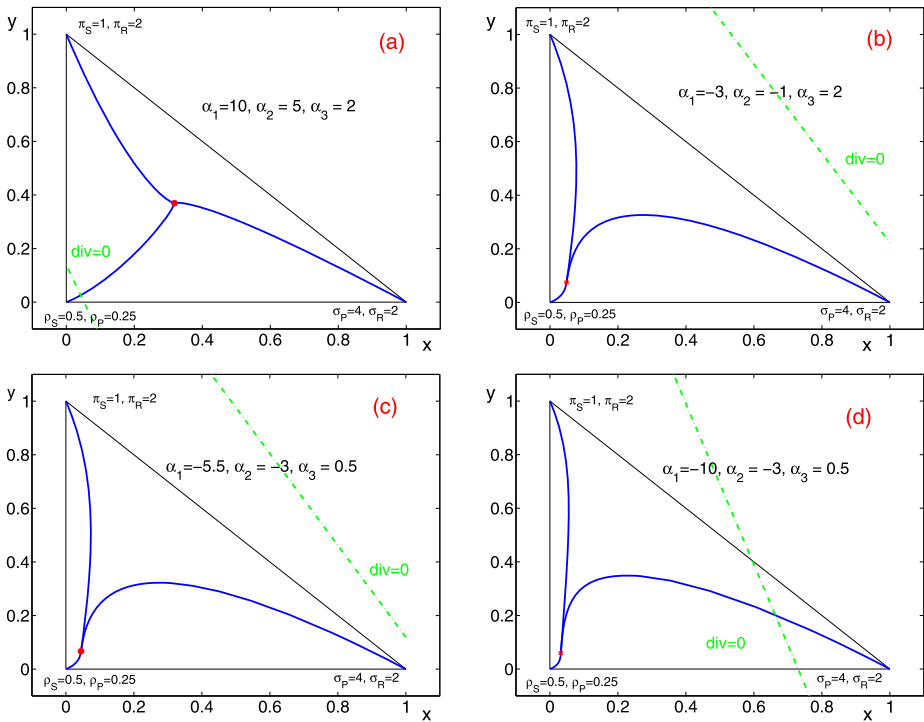 y
π_S=1, π_R=2
(a)
α_1=10, α_2 = 5, α_3 = 2
div=0
1
0.8
0.6
0.4
0.2
0
ρ_S=0.5, ρ_P=0.25
σ_P=4, σ_R=2
0 0.2 0.4 0.6 0.8 1
x
y
π_S=1, π_R=2
(b)
α_1=−3, α_2 = −1, α_3 = 2
div=0
1
0.8
0.6
0.4
0.2
0
ρ_S=0.5, ρ_P=0.25
σ_P=4, σ_R=2
0 0.2 0.4 0.6 0.8 1
x
y
π_S=1, π_R=2
(c)
α_1=−5.5, α_2 = −3, α_3 = 0.5
div=0
1
0.8
0.6
0.4
0.2
0
ρ_S=0.5, ρ_P=0.25
σ_P=4, σ_R=2
0 0.2 0.4 0.6 0.8 1
x
y
π_S=1, π_R=2
(d)
α_1=−10, α_2 = −3, α_3 = 0.5
div=0
1
0.8
0.6
0.4
0.2
0
ρ_S=0.5, ρ_P=0.25
σ_P=4, σ_R=2
0 0.2 0.4 0.6 0.8 1
x